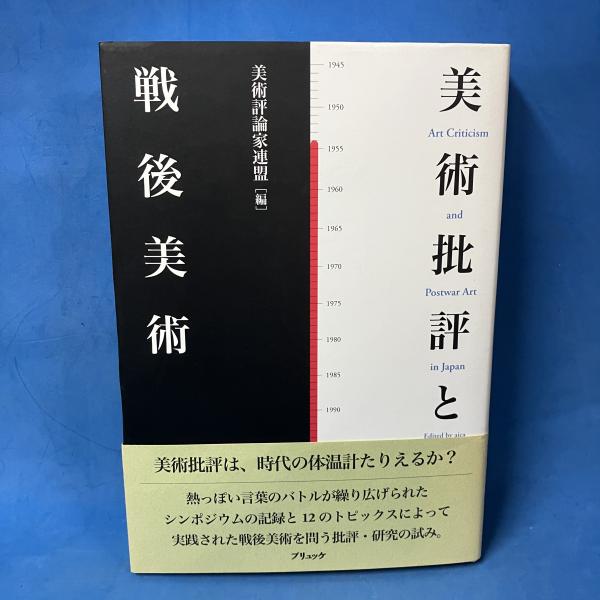 美術批評と
戦後美術
美術評論家連盟[編]
Art Criticism
and
Postwar Art
in Japan
Edited by aica
1945
1950
1955
1960
1965
1970
1975
1980
1985
1990
美術批評は、時代の体温計たりえるか?
熱っぽい言葉のバトルが繰り広げられた
シンポジウムの記録と12のトピックスによって
実践された戦後美術を問う批評・研究の試み。
ブリュッケ